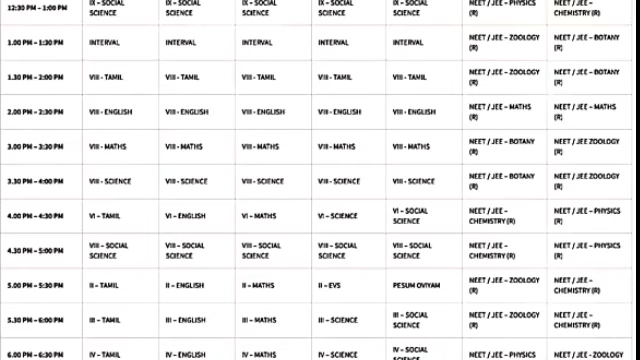 12:30 PM – 1:00 PM IX – SOCIAL SCIENCE IX – SOCIAL SCIENCE IX – SOCIAL SCIENCE IX – SOCIAL SCIENCE IX – SOCIAL SCIENCE NEET / JEE – PHYSICS (R) NEET / JEE – CHEMISTRY (R)
1.00 PM – 1:30 PM INTERVAL INTERVAL INTERVAL INTERVAL INTERVAL NEET / JEE – ZOOLOGY (R) NEET / JEE – BOTANY (R)
1.30 PM – 2:00 PM VIII - TAMIL VIII - TAMIL VIII - TAMIL VIII - TAMIL VIII - TAMIL NEET / JEE – ZOOLOGY (R) NEET / JEE – BOTANY (R)
2.00 PM – 2:30 PM VIII - ENGLISH VIII - ENGLISH VIII - ENGLISH VIII - ENGLISH VIII - ENGLISH NEET / JEE – MATHS (R) NEET / JEE – MATHS (R)
3.00 PM – 3:30 PM VIII - MATHS VIII - MATHS VIII - MATHS VIII - MATHS VIII - MATHS NEET / JEE – BOTANY (R) NEET / JEE ZOOLOGY (R)
3.30 PM – 4:00 PM VIII - SCIENCE VIII - SCIENCE VIII - SCIENCE VIII - SCIENCE VIII - SCIENCE NEET / JEE – BOTANY (R) NEET / JEE ZOOLOGY (R)
4.00 PM – 4:30 PM VI – TAMIL VI – ENGLISH VI – MATHS VI – SCIENCE VI – SOCIAL SCIENCE NEET / JEE – CHEMISTRY (R) NEET / JEE – PHYSICS (R)
4.30 PM – 5:00 PM VIII – SOCIAL SCIENCE VIII – SOCIAL SCIENCE VIII – SOCIAL SCIENCE VIII – SOCIAL SCIENCE VIII – SOCIAL SCIENCE NEET / JEE – CHEMISTRY (R) NEET / JEE – PHYSICS (R)
5.00 PM – 5:30 PM II – TAMIL II – ENGLISH II – MATHS II – EVS PESUM OVIYAM NEET / JEE – ZOOLOGY (R) NEET / JEE – CHEMISTRY (R)
5.30 PM – 6:00 PM III – TAMIL III – ENGLISH III – MATHS III – SCIENCE III – SOCIAL SCIENCE NEET / JEE – ZOOLOGY (R) NEET / JEE – CHEMISTRY (R)
6.00 PM – 6:30 PM IV – TAMIL IV – ENGLISH IV – MATHS IV – SCIENCE IV – SOCIAL SCIENCE NEET / JEE – PHYSICS NEET / JEE - ZOOLOGY